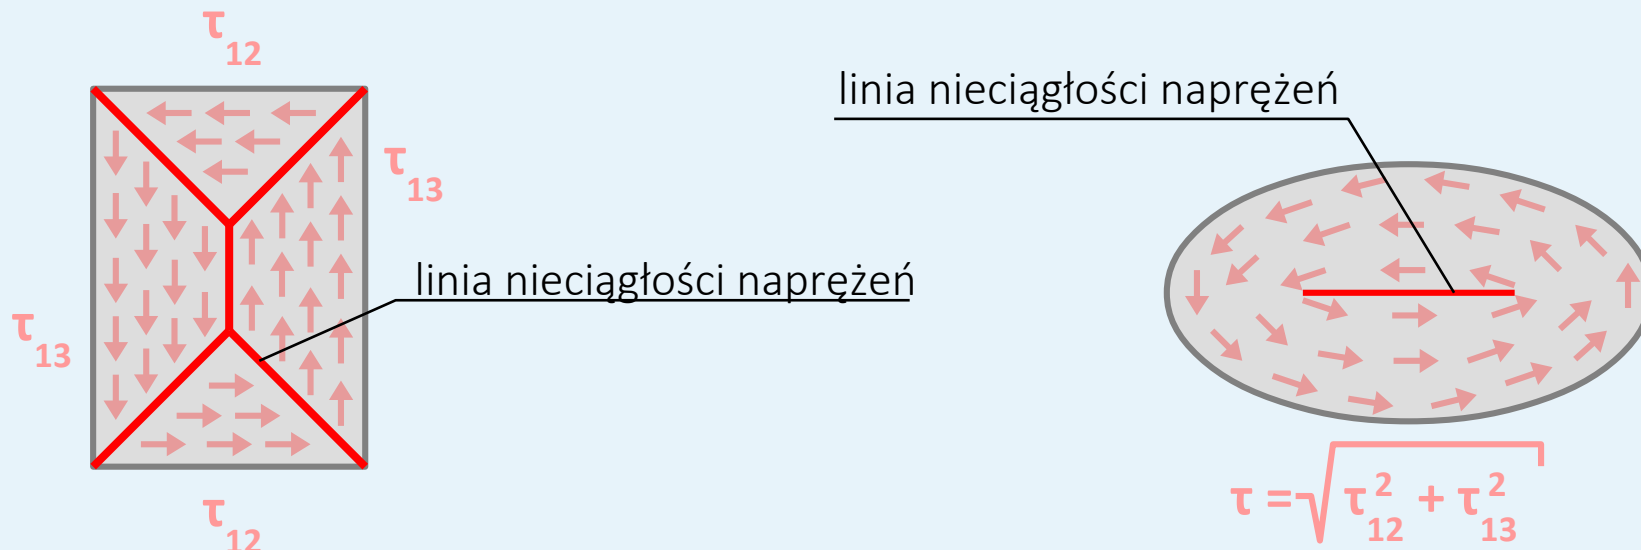 τ12
linia nieciągłości naprężeń
τ13
linia nieciągłości naprężeń
τ13
τ12
τ = √τ12² + τ13²